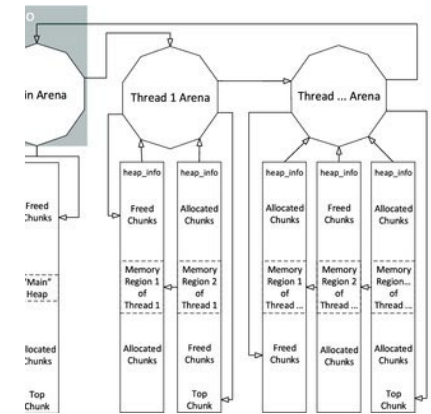 in Arena
Thread 1 Arena
Thread ... Arena
Freed
Chunks
"Main"
Heap
llocated
Chunks
Top
Chunk
heap_info
Freed
Chunks
Memory
Region 1
of
Thread 1
Allocated
Chunks
heap_info
Allocated
Chunks
Memory
Region 2
of
Thread 1
Freed
Chunks
Top
Chunk
heap_info
Allocated
Chunks
Memory
Region 1
of
Thread ...
Freed
Chunks
heap_info
Freed
Chunks
Memory
Region 2
of
Thread ...
Allocated
Chunks
heap_info
Allocated
Chunks
Memory
Region...
of
Thread ...
Allocated
Chunks
Top
Chunk